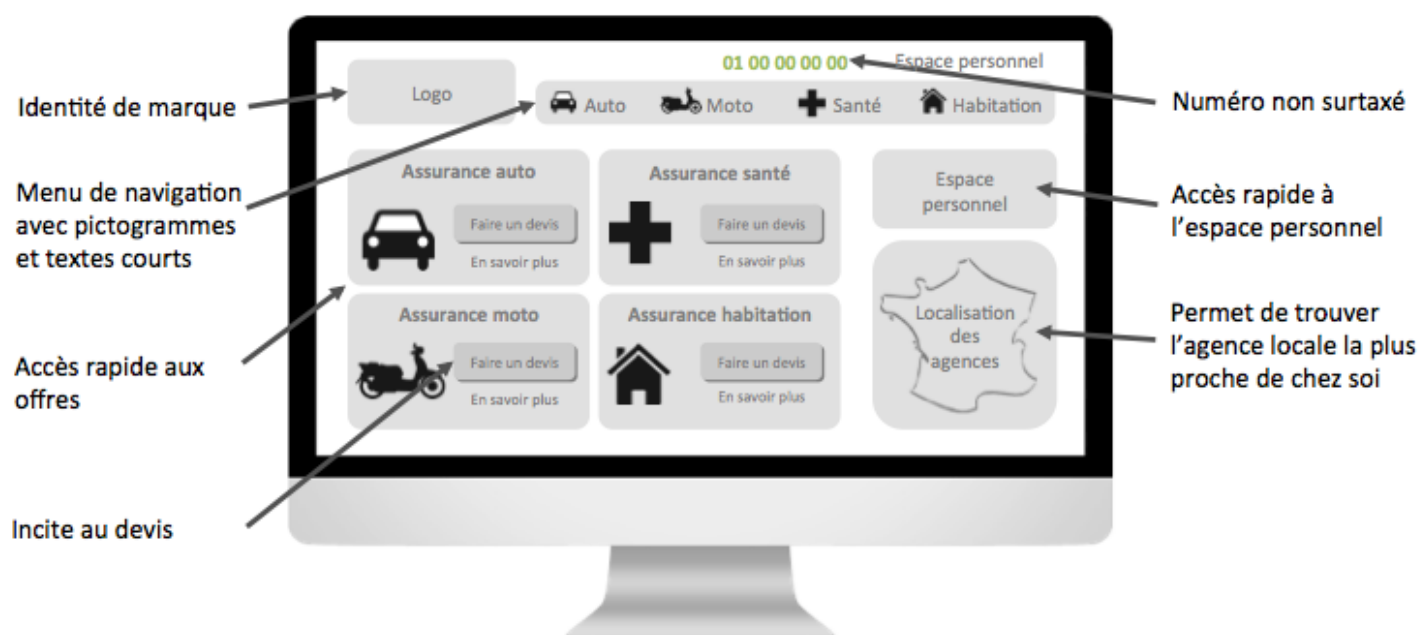 Identité de marque
Menu de navigation
avec pictogrammes
et textes courts
Accès rapide aux
offres
Incite au devis
01 00 00 00 00
Espace personnel
Logo
Auto
Moto
Santé
Habitation
Assurance auto
Faire un devis
En savoir plus
Assurance santé
Faire un devis
En savoir plus
Assurance moto
Faire un devis
En savoir plus
Assurance habitation
Faire un devis
En savoir plus
Espace
personnel
Localisation
des
agences
Numéro non surtaxé
Accès rapide à
l'espace personnel
Permet de trouver
l'agence locale la plus
proche de chez soi